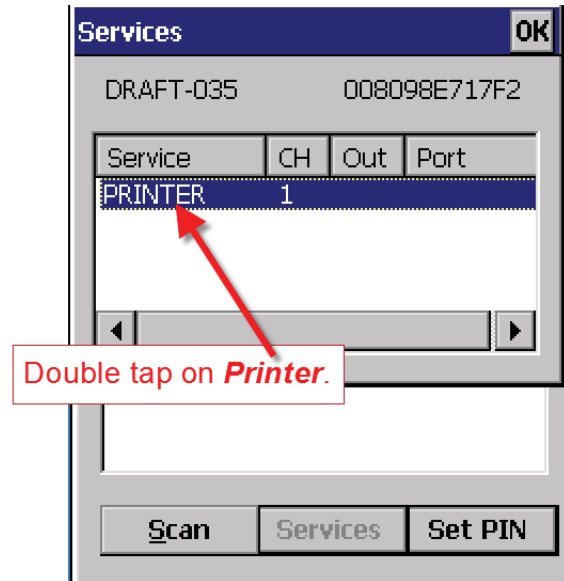 Services OK
DRAFT-035 008098E717F2
Service CH Out Port
PRINTER 1
Double tap on Printer.
Scan Services Set PIN